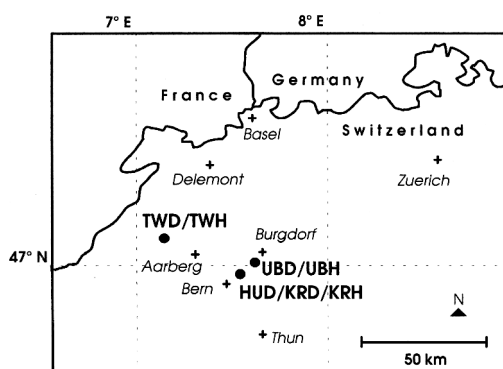 7° E 8° E
Germany
France
Basel
Switzerland
Delemont
Zuerich
TWD/TWH
Burgdorf
47° N
Aarberg
UBD/UBH
Bern
HUD/KRD/KRH
N
Thun
50 km